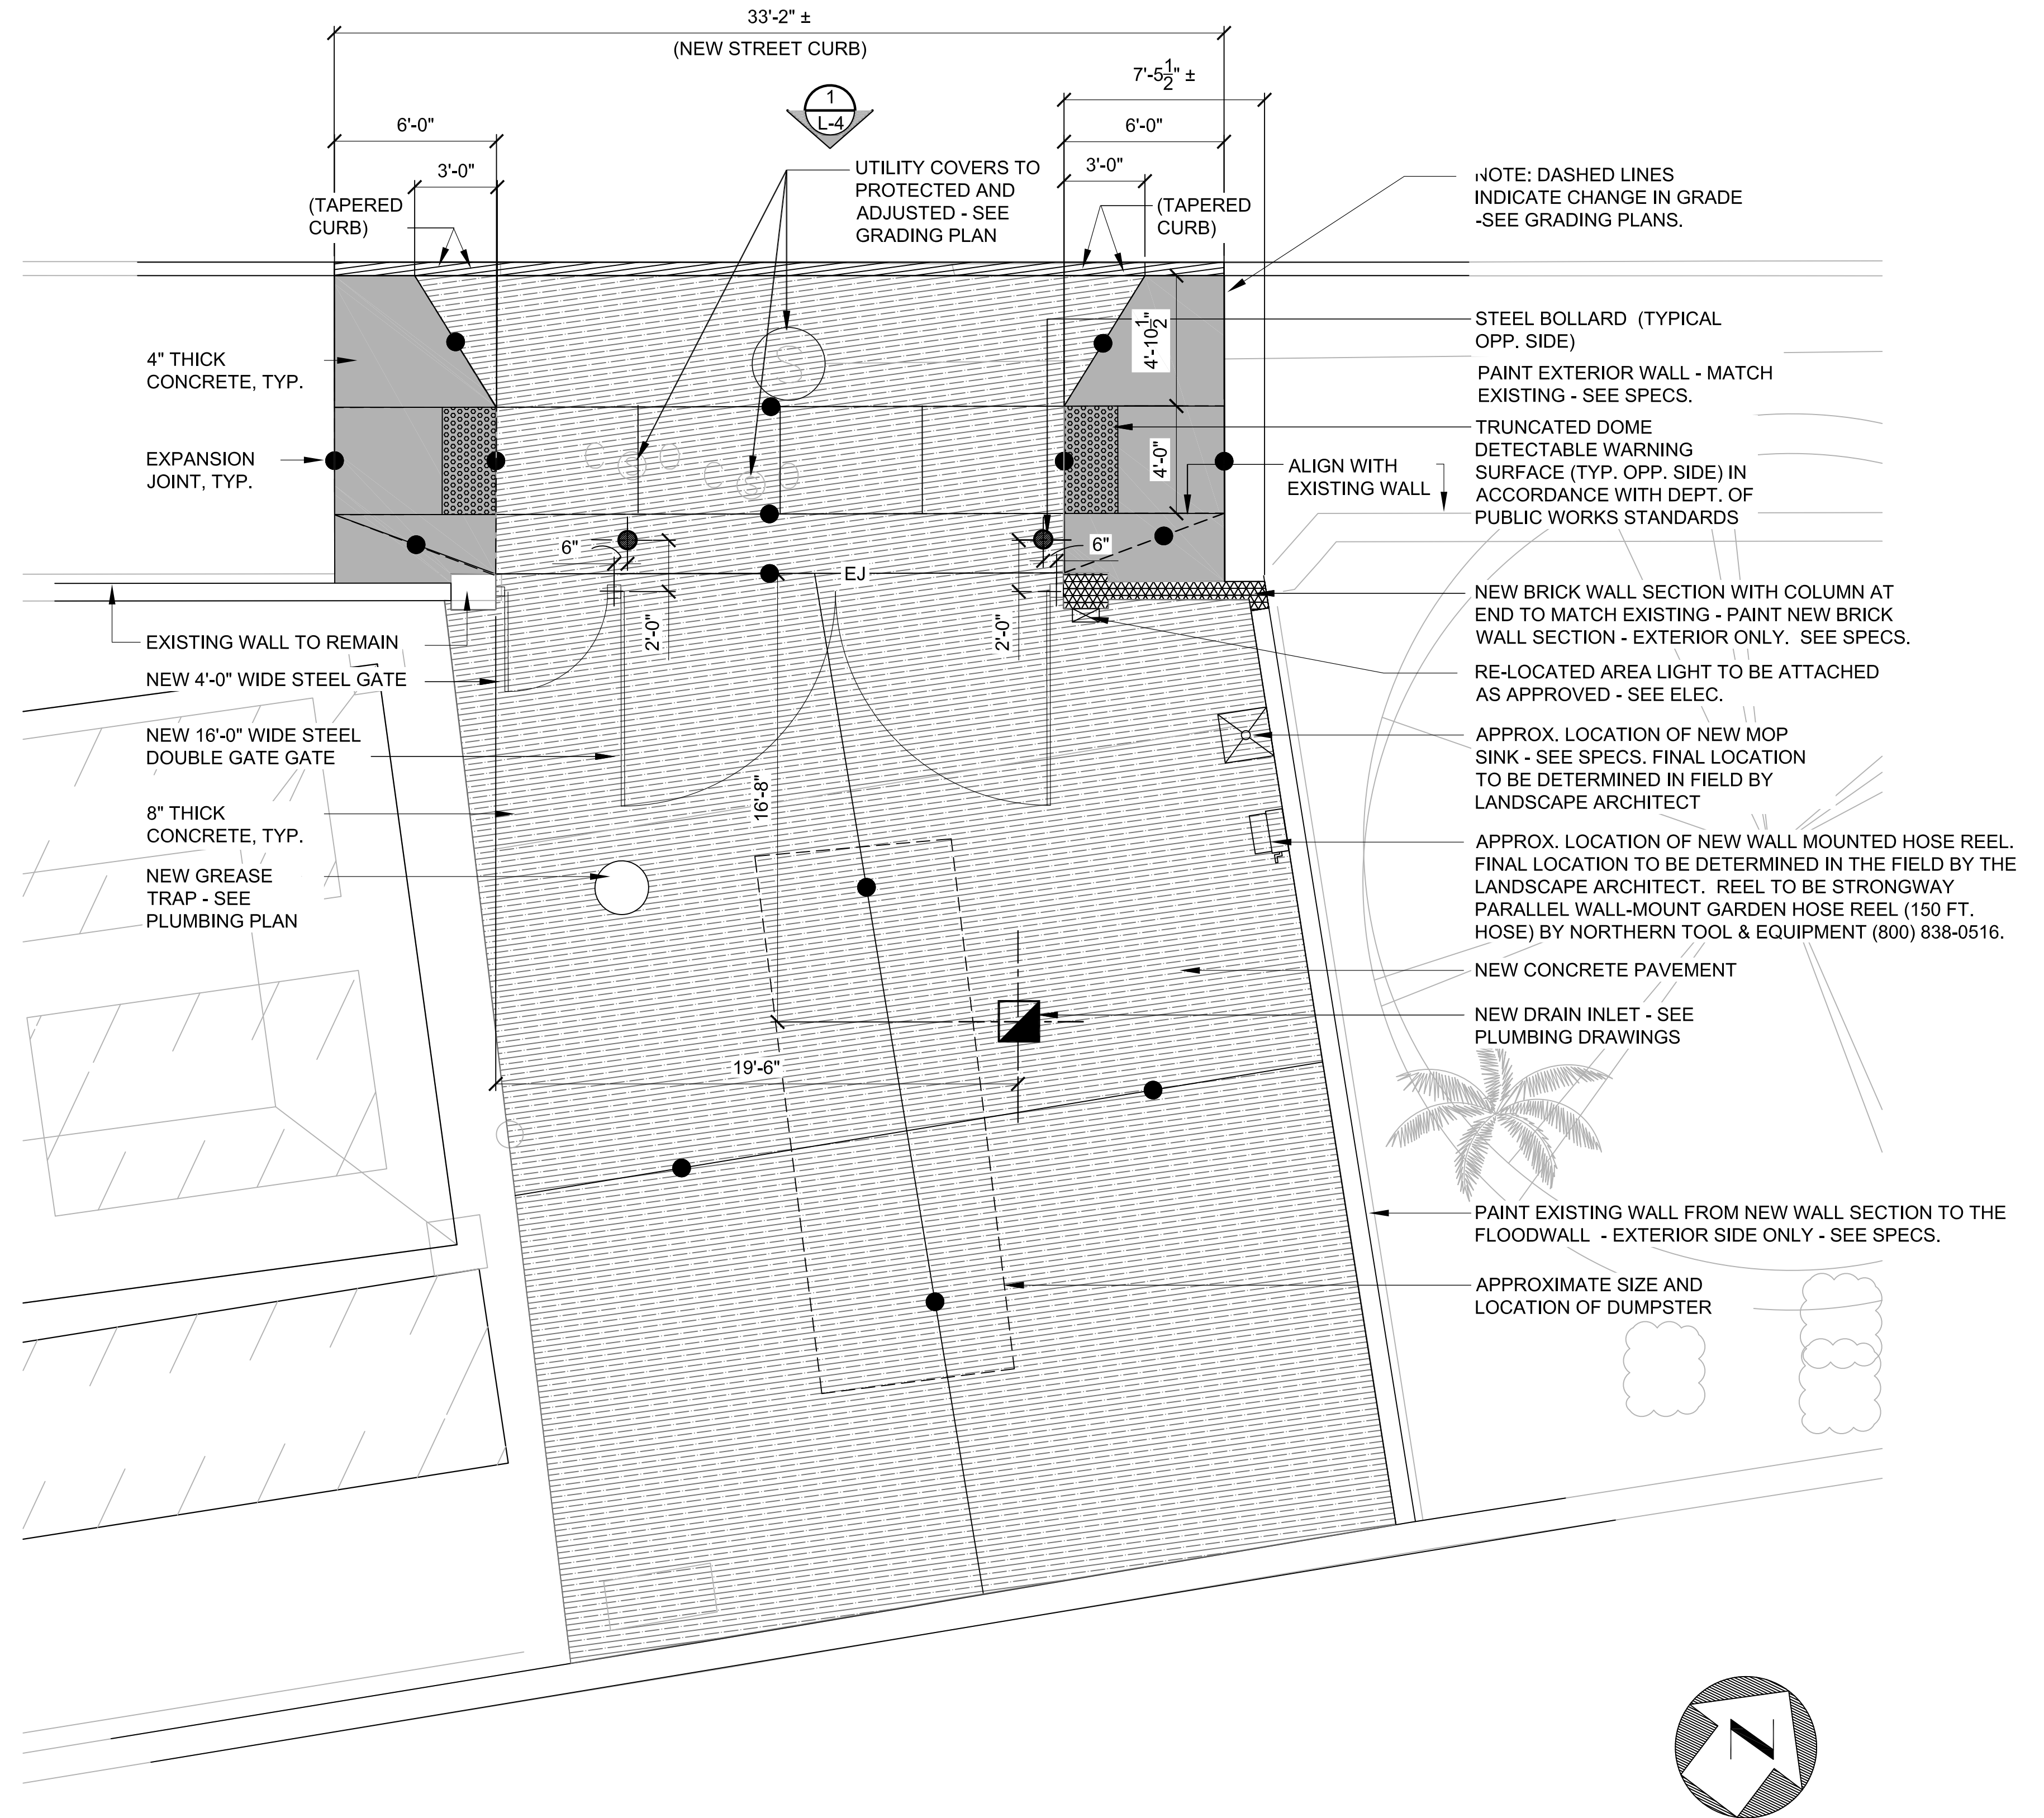 33'-2" ±
(NEW STREET CURB)
7'-5 1/2" ±
6'-0"
3'-0"
(TAPERED
CURB)
1
L-4
UTILITY COVERS TO
PROTECTED AND
ADJUSTED - SEE
GRADING PLAN
6'-0"
3'-0"
(TAPERED
CURB)
NOTE: DASHED LINES
INDICATE CHANGE IN GRADE
-SEE GRADING PLANS.
4'-10 1/2"
4'-0"
4" THICK
CONCRETE, TYP.
EXPANSION
JOINT, TYP.
S
S
S
STEEL BOLLARD (TYPICAL
OPP. SIDE)
PAINT EXTERIOR WALL - MATCH
EXISTING - SEE SPECS.
TRUNCATED DOME
DETECTABLE WARNING
SURFACE (TYP. OPP. SIDE) IN
ACCORDANCE WITH DEPT. OF
PUBLIC WORKS STANDARDS
ALIGN WITH
EXISTING WALL
6"
EJ
6"
2'-0"
2'-0"
EXISTING WALL TO REMAIN
NEW 4'-0" WIDE STEEL GATE
NEW 16'-0" WIDE STEEL
DOUBLE GATE GATE
8" THICK
CONCRETE, TYP.
NEW GREASE
TRAP - SEE
PLUMBING PLAN
16'-8"
19'-6"
NEW BRICK WALL SECTION WITH COLUMN AT
END TO MATCH EXISTING - PAINT NEW BRICK
WALL SECTION - EXTERIOR ONLY. SEE SPECS.
RE-LOCATED AREA LIGHT TO BE ATTACHED
AS APPROVED - SEE ELEC.
APPROX. LOCATION OF NEW MOP
SINK - SEE SPECS. FINAL LOCATION
TO BE DETERMINED IN FIELD BY
LANDSCAPE ARCHITECT
APPROX. LOCATION OF NEW WALL MOUNTED HOSE REEL.
FINAL LOCATION TO BE DETERMINED IN THE FIELD BY THE
LANDSCAPE ARCHITECT. REEL TO BE STRONGWAY
PARALLEL WALL-MOUNT GARDEN HOSE REEL (150 FT.
HOSE) BY NORTHERN TOOL & EQUIPMENT (800) 838-0516.
NEW CONCRETE PAVEMENT
NEW DRAIN INLET - SEE
PLUMBING DRAWINGS
PAINT EXISTING WALL FROM NEW WALL SECTION TO THE
FLOODWALL - EXTERIOR SIDE ONLY - SEE SPECS.
APPROXIMATE SIZE AND
LOCATION OF DUMPSTER
N